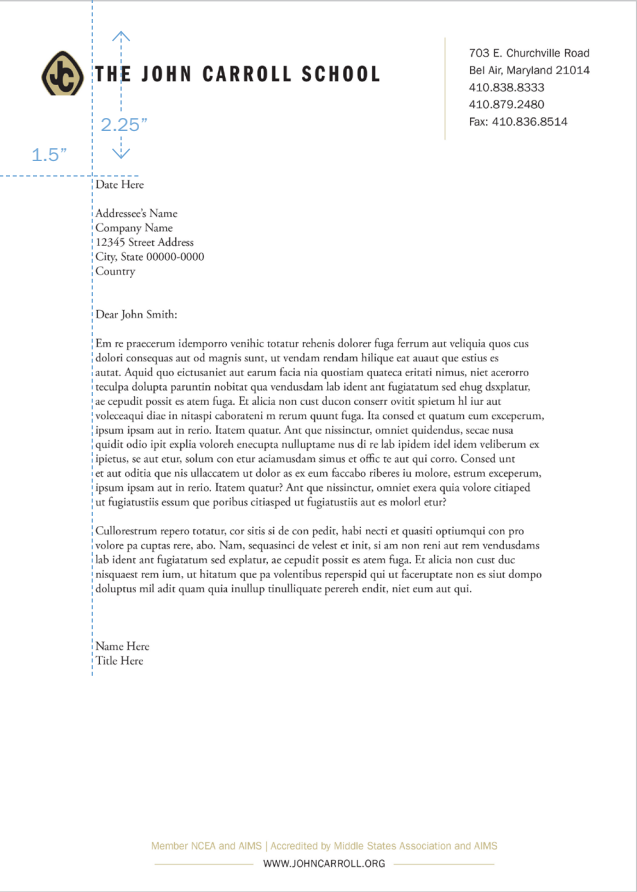 JC
THE JOHN CARROLL SCHOOL
703 E. Churchville Road
Bel Air, Maryland 21014
410.838.8333
410.879.2480
Fax: 410.836.8514
2.25”
1.5”
Date Here
Addressee’s Name
Company Name
12345 Street Address
City, State 00000-0000
Country
Dear John Smith:
Em re praecerum idemporro venihic totatur rehenis dolorer fuga ferrum aut veliquia quos cus
dolori consequas aut od magnis sunt, ut vendam rendam hilique eat auaut que estius es
autat. Aquid quo eictusaniet aut earum facia nia quostiam quateca eritati nimus, niet acerorro
teculpa dolupta paruntin nobitat qua vendusdam lab ident ant fugiatatum sed ehug dsxplatur,
ae cepudit possit es atem fuga. Et alicia non cust ducon conserr ovitit spietum hl iur aut
voleceaqui diae in nitaspi caborateni m rerum quunt fuga. Ita consed et quatum eum exceperum,
ipsum ipsam aut in rerio. Itatem quatur. Ant que nissinctur, omniet quidendus, secae nusa
quidit odio ipit explia voloreh enecupta nulluptame nus di re lab ipidem idel idem veliberum ex
ipietus, se aut etur, solum con etur aciamusdam simus et offic te aut qui corro. Consed unt
et aut oditia que nis ullaccatem ut dolor as ex eum faccabo riberes iu molore, estrum exceperum,
ipsum ipsam aut in rerio. Itatem quatur? Ant que nissinctur, omniet exera quia volore citiaped
ut fugiatustiis essum que poribus citiasped ut fugiatustiis aut es molorl etur?
Cullorestrum repero totatur, cor sitis si de con pedit, habi necti et quasiti optiumqui con pro
volore pa cuptas rere, abo. Nam, sequasinci de velest et init, si am non reni aut rem vendusdams
lab ident ant fugiatatum sed explatur, ae cepudit possit es atem fuga. Et alicia non cust duc
nisquaest rem ium, ut hitatum que pa volentibus reperspid qui ut faceruptate non es siut dompo
doluptus mil adit quam quia inullup tinulliquate perereh endit, niet eum aut qui.
Name Here
Title Here
Member NCEA and AIMS | Accredited by Middle States Association and AIMS
WWW.JOHNCARROLL.ORG